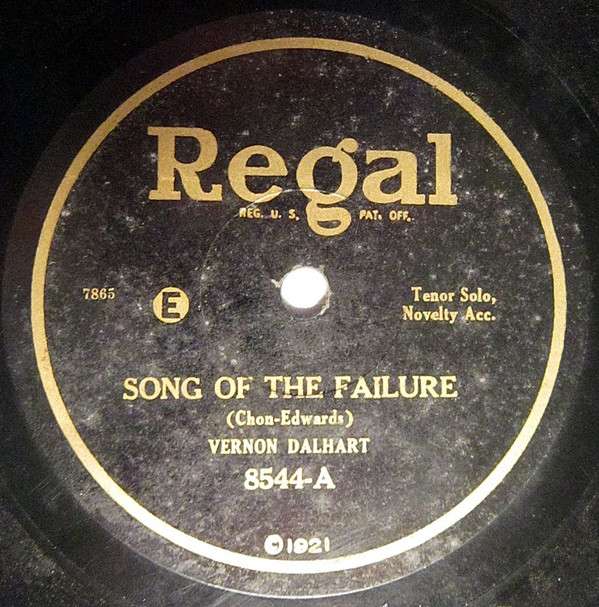 Regal
REG. U. S. PAT. OFF.
7865
E
Tenor Solo,
Novelty Acc.
SONG OF THE FAILURE
(Chon-Edwards)
VERNON DALHART
8544-A
©1921